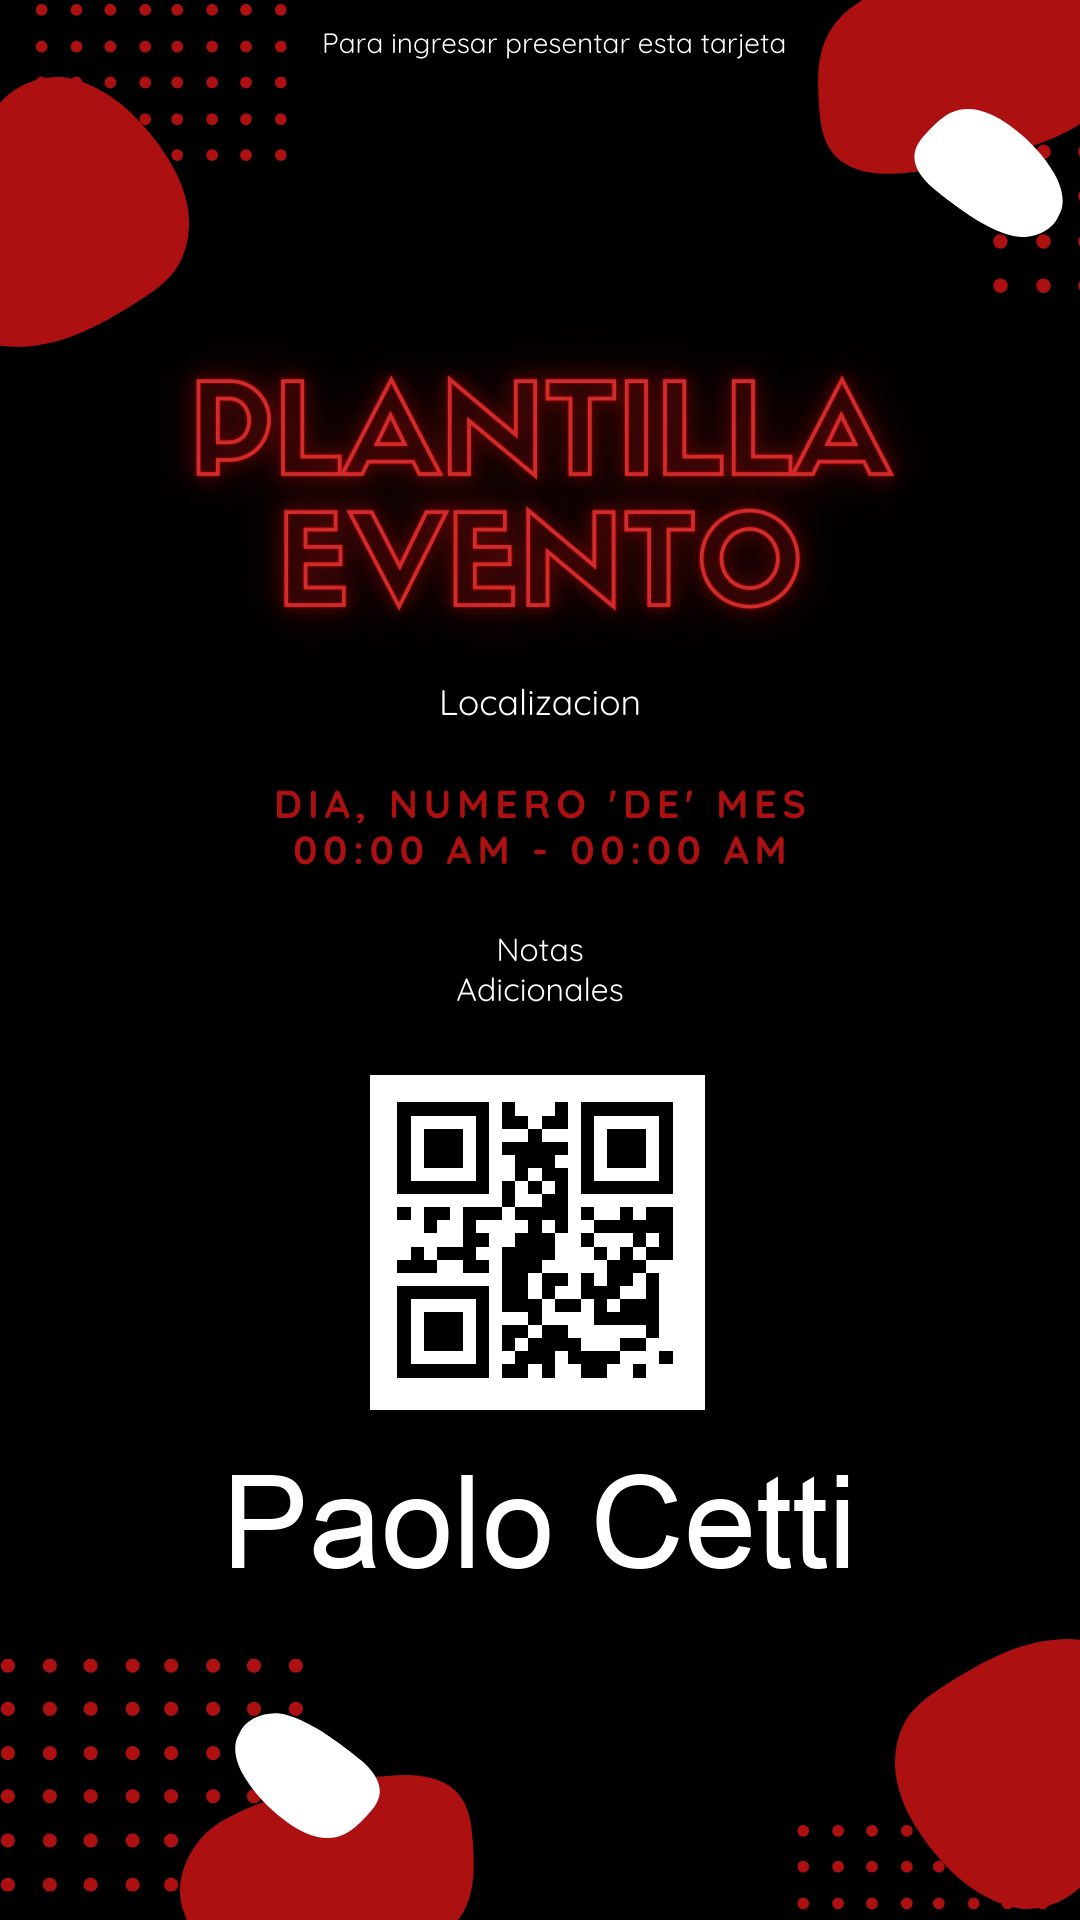 Para ingresar presentar esta tarjeta
PLANTILLA
EVENTO
Localizacion
DIA, NUMERO 'DE' MES
00:00 AM - 00:00 AM
Notas
Adicionales
Paolo Cetti